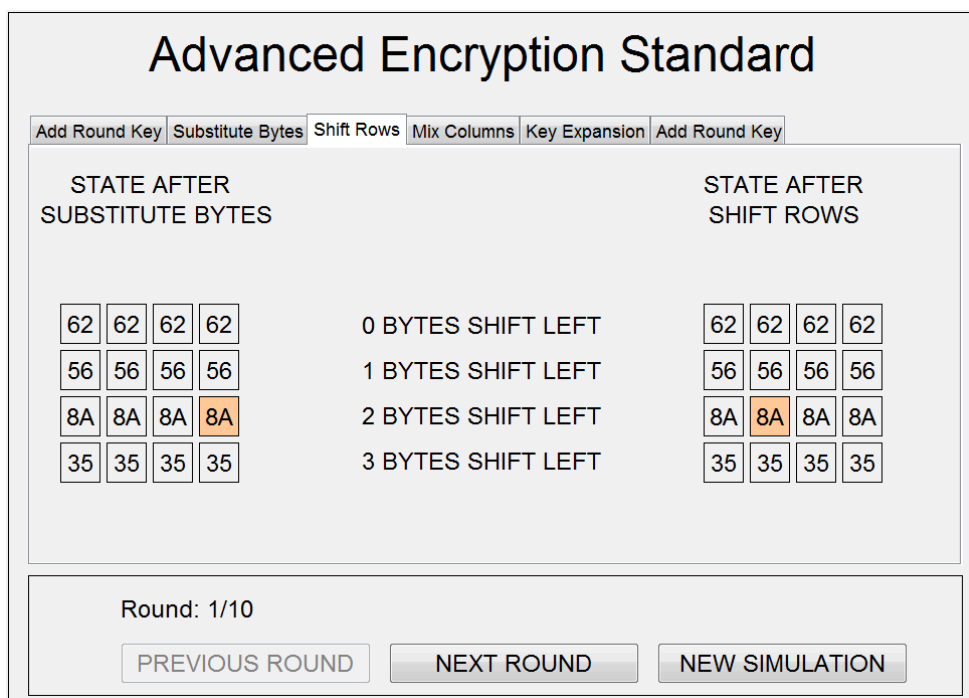 Advanced Encryption Standard
Add Round Key Substitute Bytes Shift Rows Mix Columns Key Expansion Add Round Key
STATE AFTER
SUBSTITUTE BYTES
STATE AFTER
SHIFT ROWS
62 62 62 62 0 BYTES SHIFT LEFT 62 62 62 62
56 56 56 56 1 BYTES SHIFT LEFT 56 56 56 56
8A 8A 8A 8A 2 BYTES SHIFT LEFT 8A 8A 8A 8A
35 35 35 35 3 BYTES SHIFT LEFT 35 35 35 35
Round: 1/10
PREVIOUS ROUND NEXT ROUND NEW SIMULATION